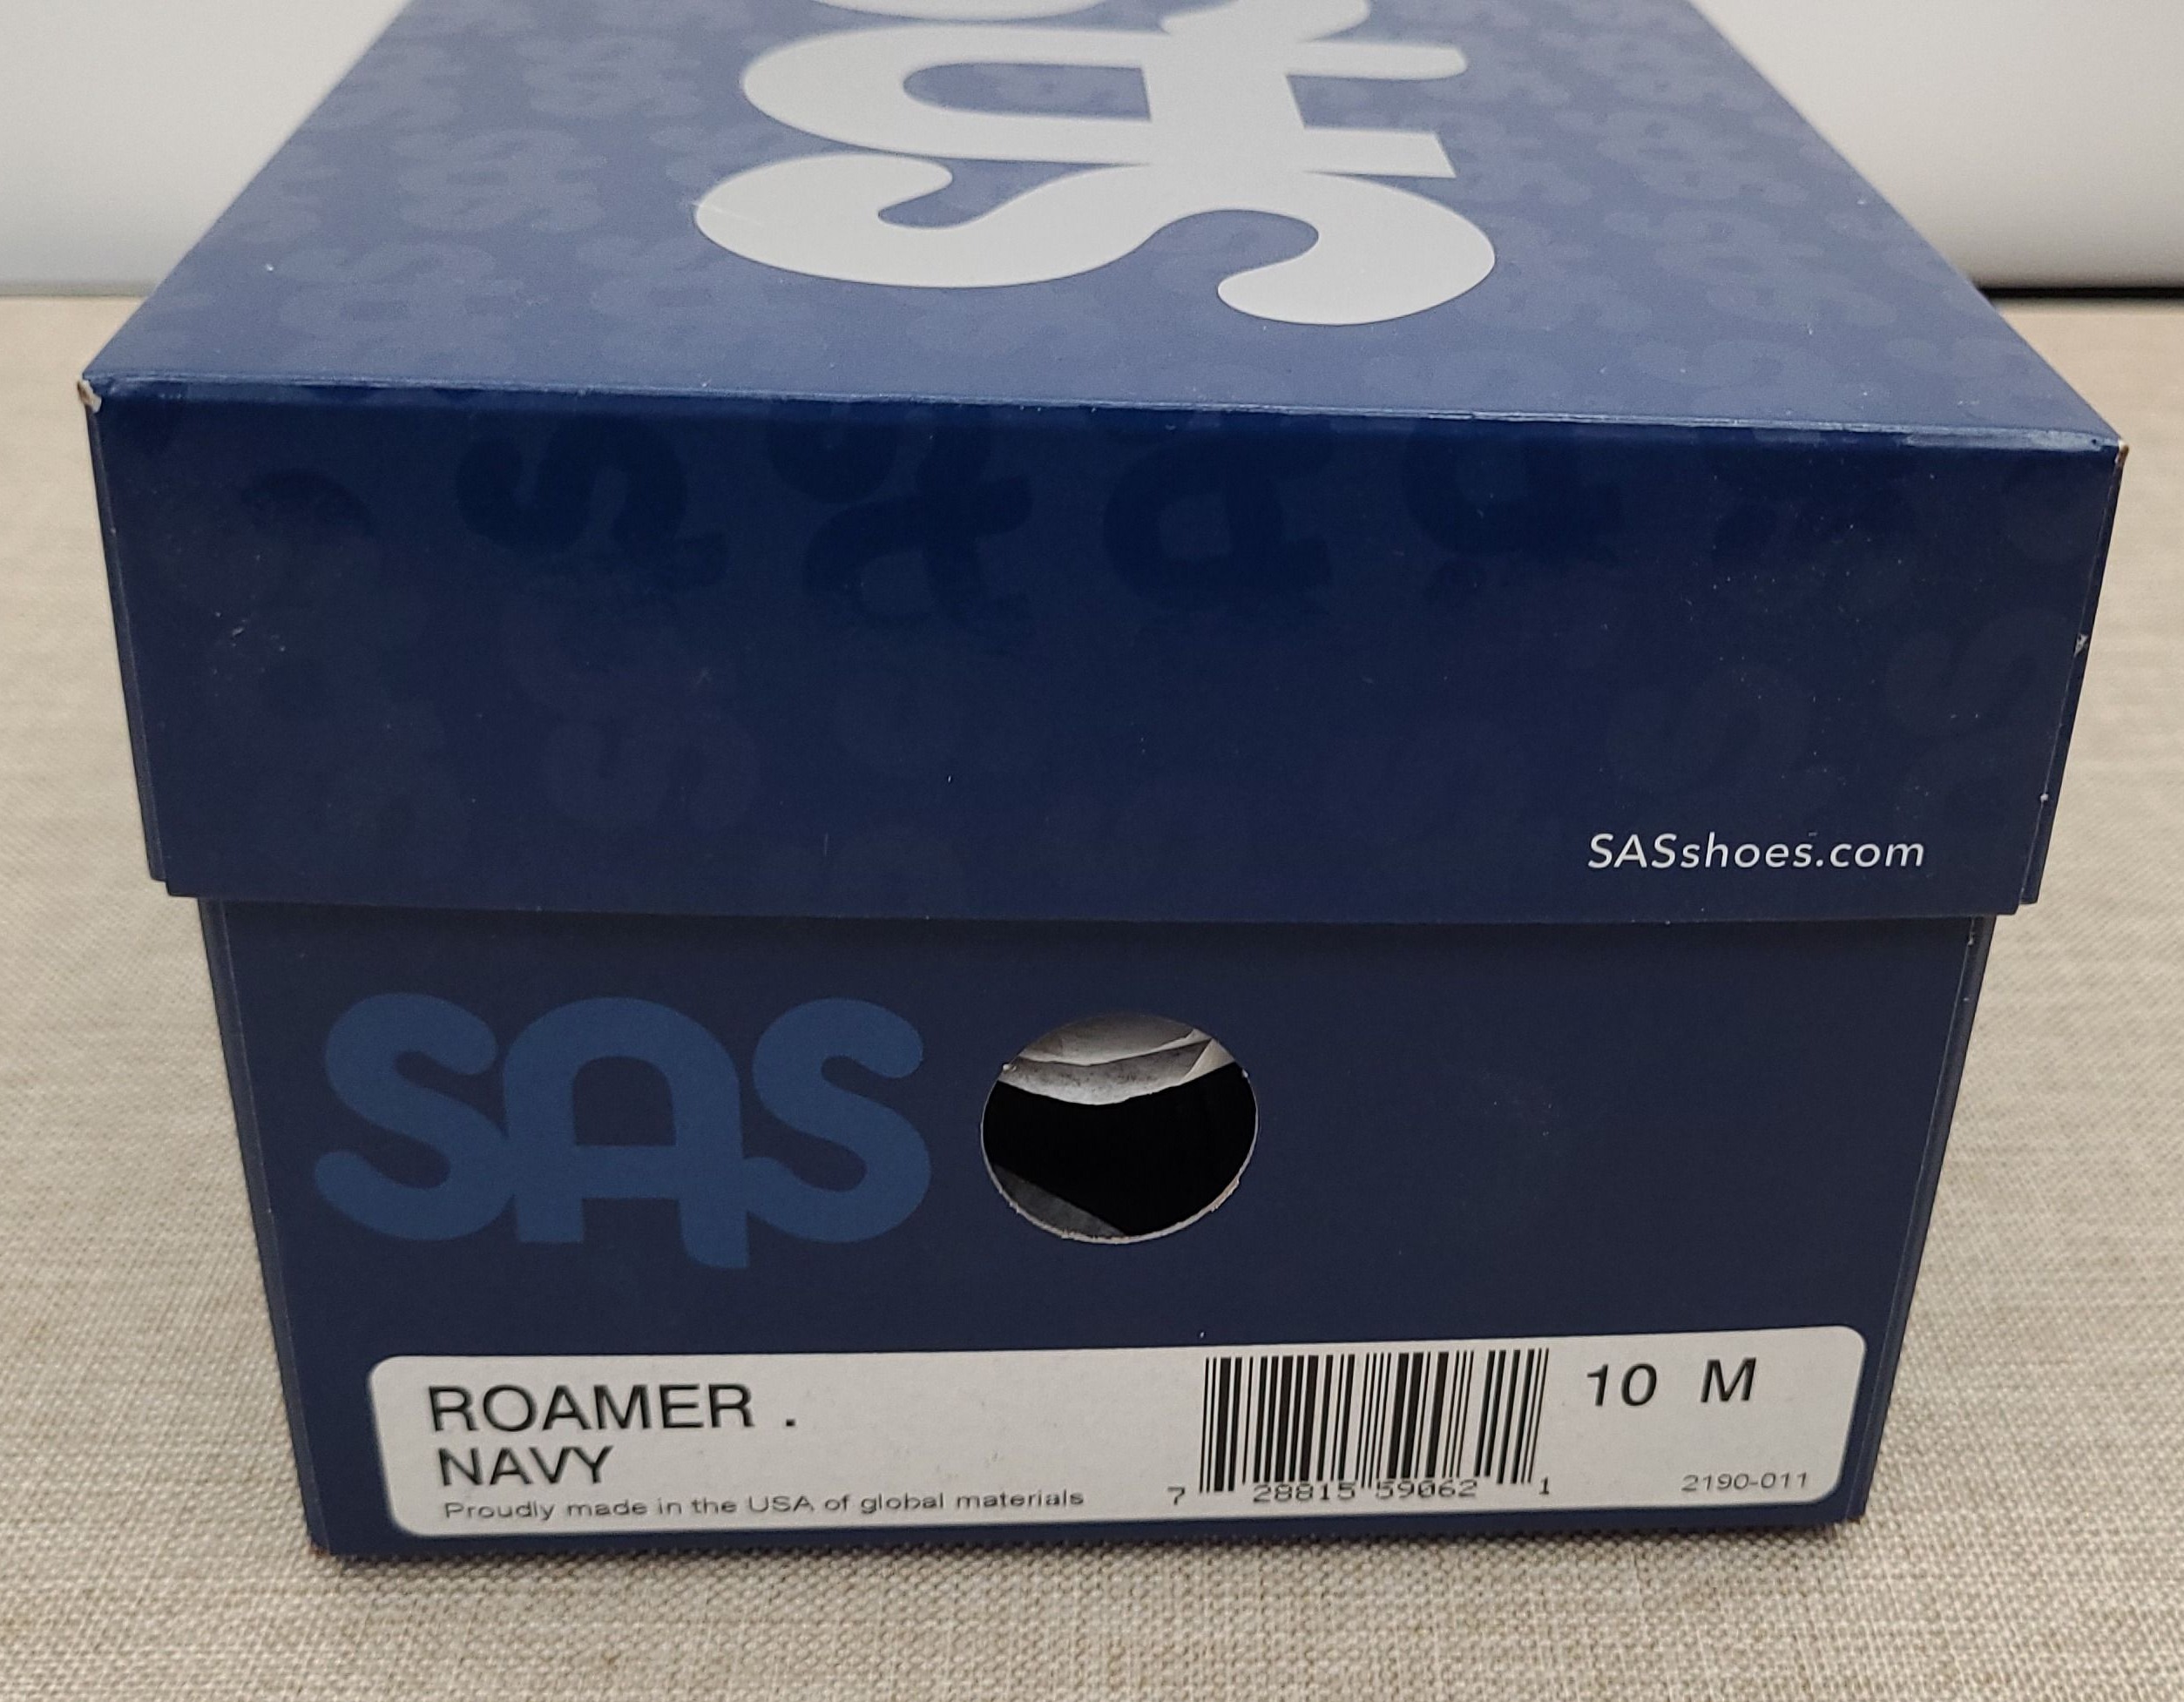 SAS
SASshoes.com
SAS
ROAMER .
NAVY
Proudly made in the USA of global materials
7 28815 59062 1
10 M
2190-011